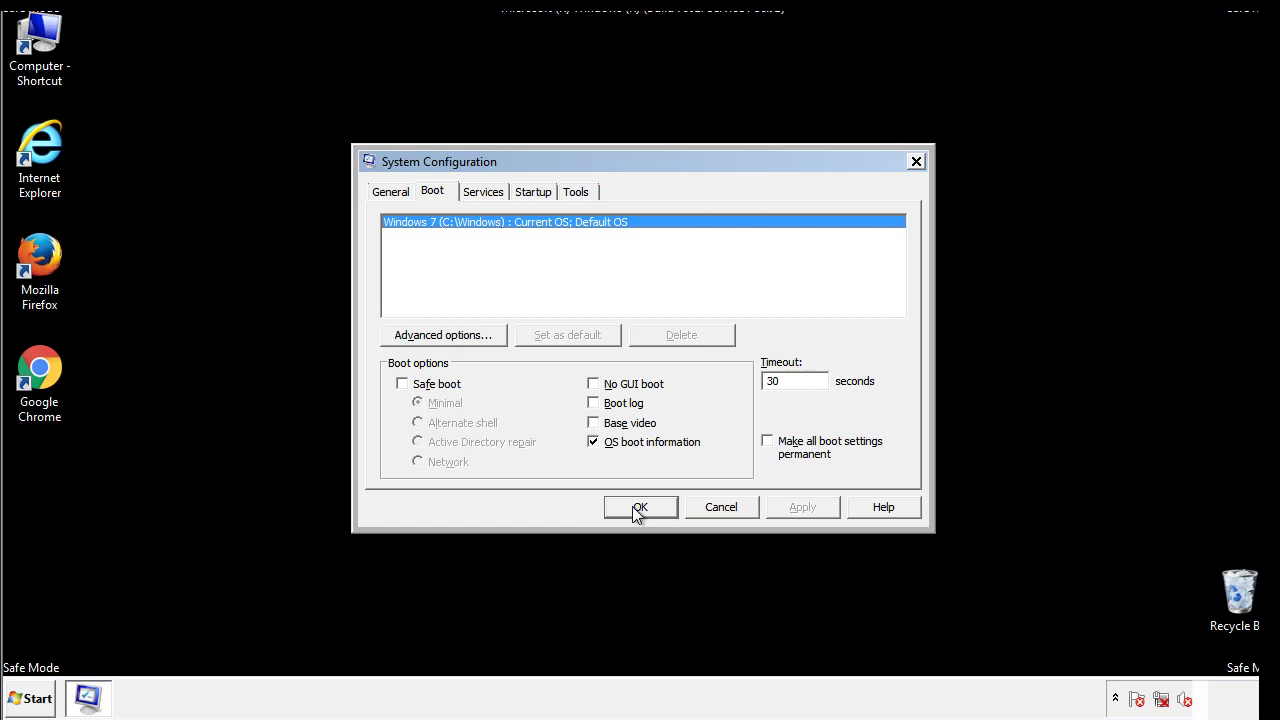 Computer -
Shortcut
Internet
Explorer
Mozilla
Firefox
Google
Chrome
System Configuration
General Boot Services Startup Tools
Windows 7 (C:\Windows) : Current OS; Default OS
Advanced options... Set as default Delete
Boot options
Safe boot
Minimal
Alternate shell
Active Directory repair
Network
No GUI boot
Boot log
Base video
OS boot information
Timeout:
30 seconds
Make all boot settings
permanent
OK Cancel Apply Help
Recycle B
Safe Mode
Safe M
Start